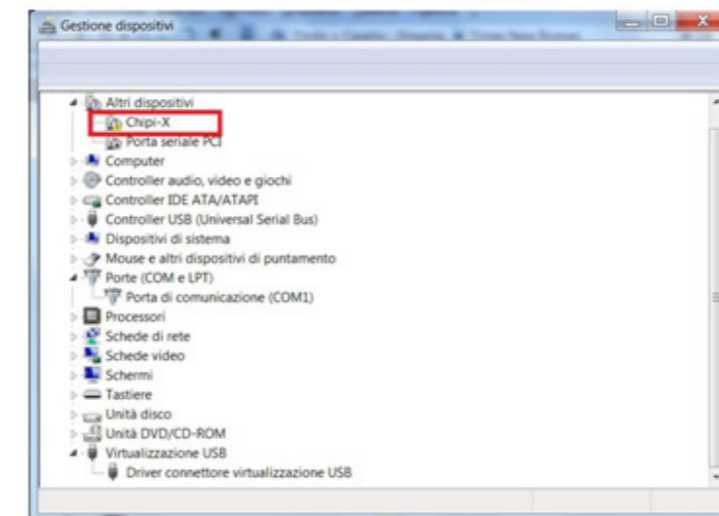 Gestione dispositivi
Altri dispositivi
Chipi-X
Porta seriale PCI
Computer
Controller audio, video e giochi
Controller IDE ATA/ATAPI
Controller USB (Universal Serial Bus)
Dispositivi di sistema
Mouse e altri dispositivi di puntamento
Porte (COM e LPT)
Porta di comunicazione (COM1)
Processori
Schede di rete
Schede video
Schermi
Tastiere
Unità disco
Unità DVD/CD-ROM
Virtualizzazione USB
Driver connettore virtualizzazione USB